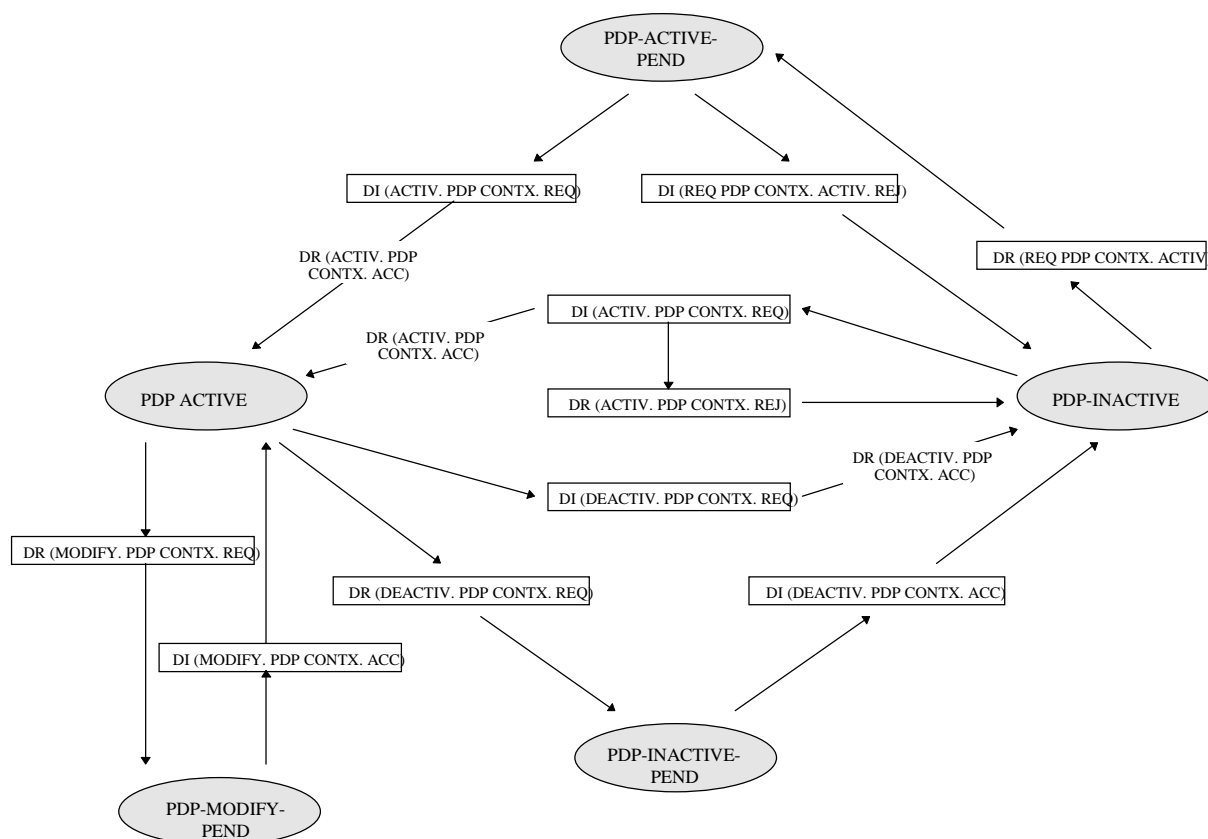 PDP-ACTIVE-
PEND
DI (ACTIV. PDP CONTX. REQ)
DI (REQ PDP CONTX. ACTIV. REJ)
DR (ACTIV. PDP
CONTX. ACC)
DR (REQ PDP CONTX. ACTIV
DI (ACTIV. PDP CONTX. REQ)
DR (ACTIV. PDP
CONTX. ACC)
PDP ACTIVE
DR (ACTIV. PDP CONTX. REJ)
PDP-INACTIVE
DR (DEACTIV. PDP
CONTX. ACC)
DI (DEACTIV. PDP CONTX. REQ)
DR (MODIFY. PDP CONTX. REQ)
DR (DEACTIV. PDP CONTX. REQ)
DI (DEACTIV. PDP CONTX. ACC)
DI (MODIFY. PDP CONTX. ACC)
PDP-INACTIVE-
PEND
PDP-MODIFY-
PEND